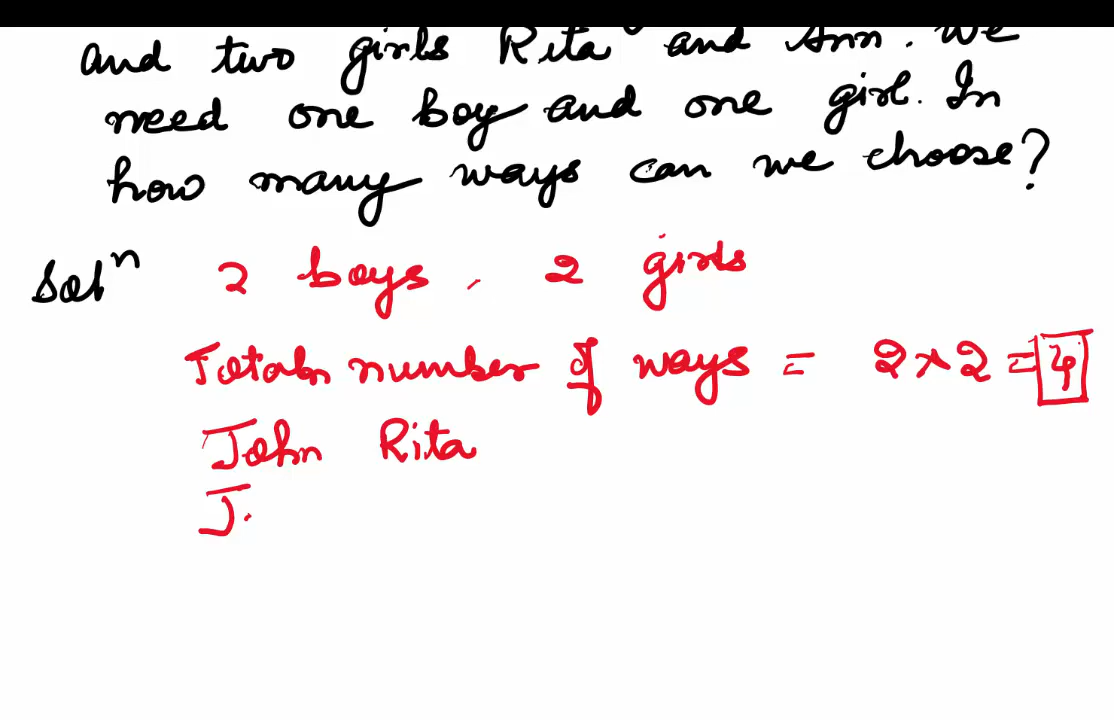 and two girls Rita and Ann. We
need one boy and one girl. In
how many ways can we choose?
Solⁿ 2 boys, 2 girls
Total number of ways = 2×2 = 4
John Rita
J